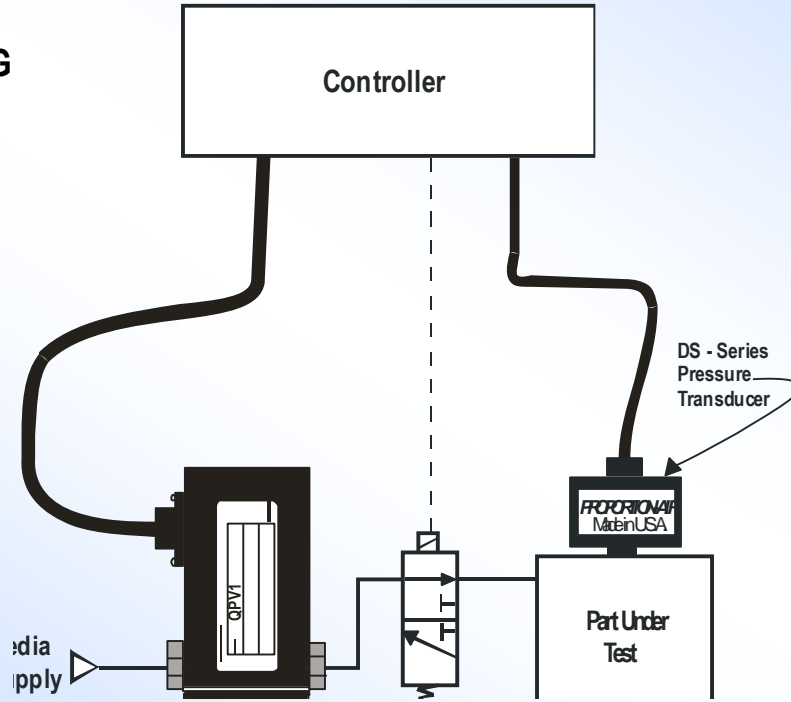 G
Controller
DS - Series
Pressure
Transducer
PROPORTIONAIR
Made in USA
QPV1
Part Under
Test
edia
pply